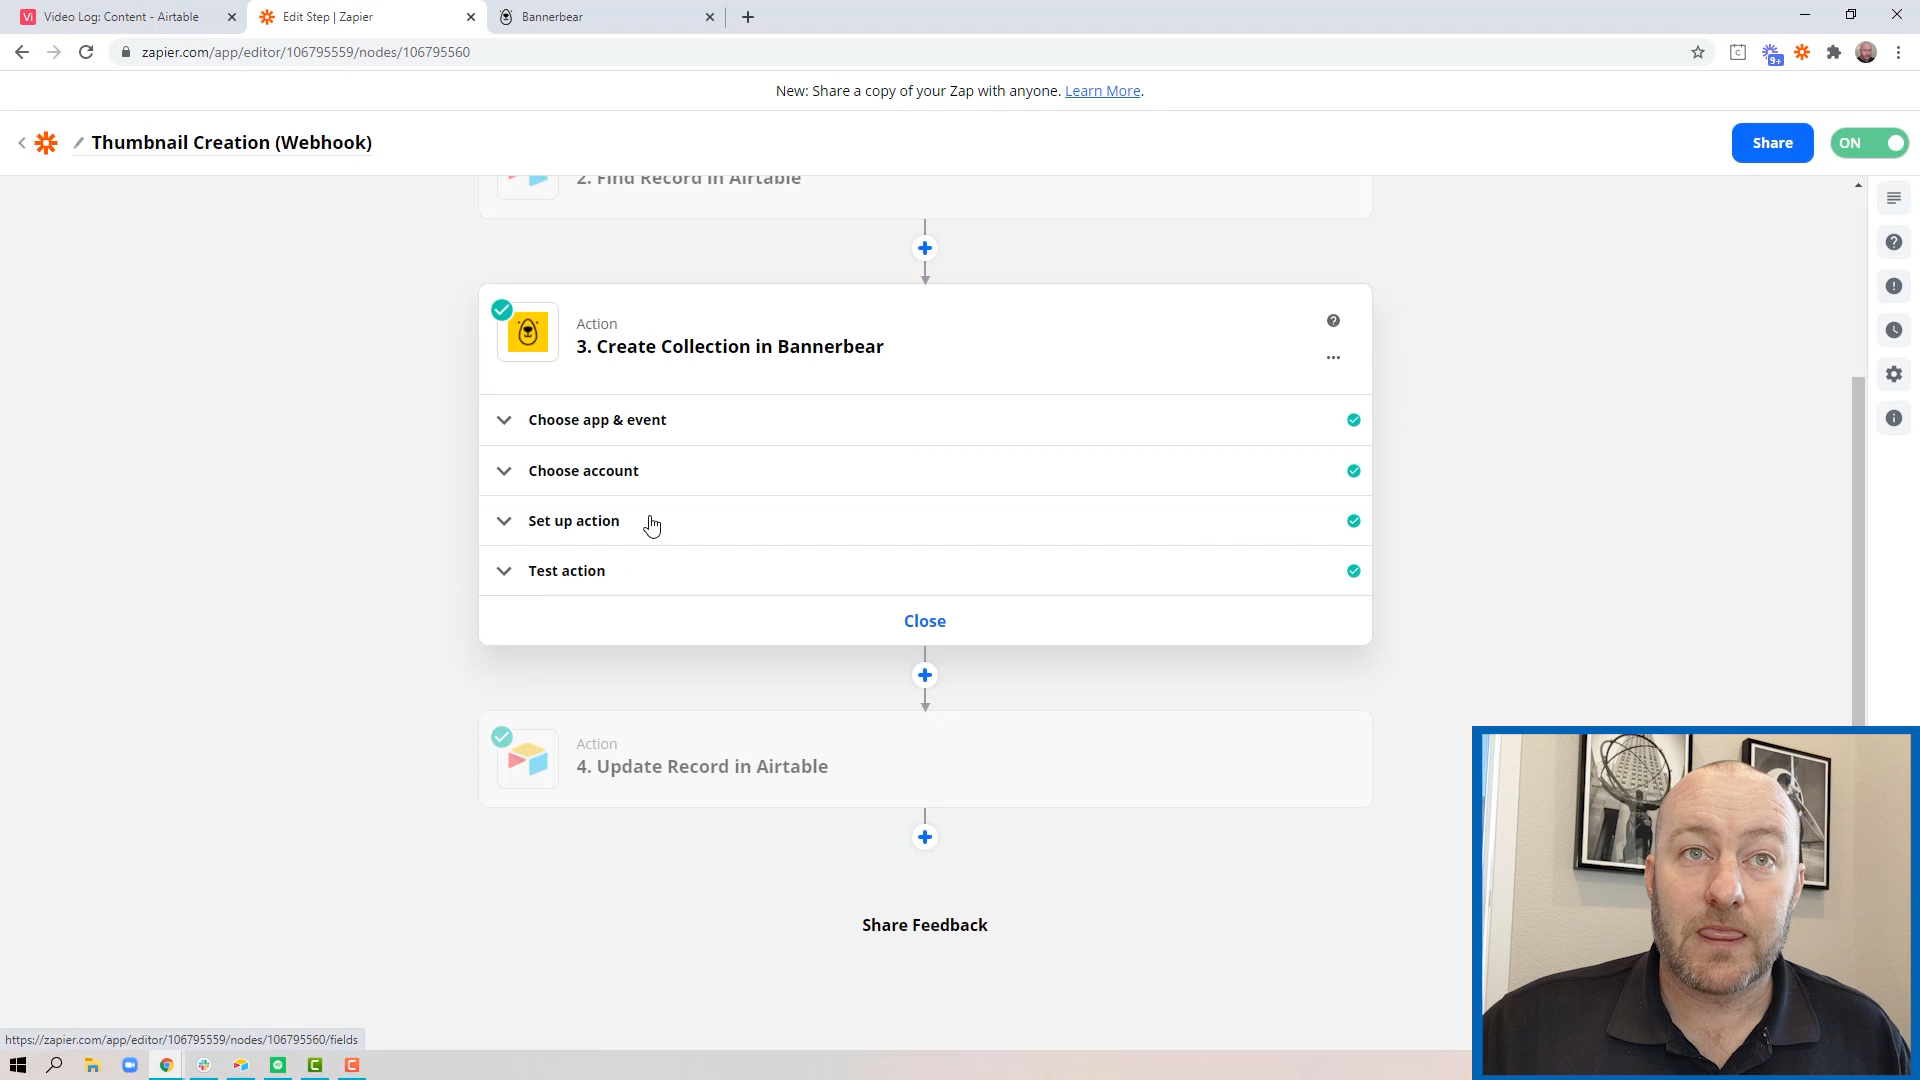 Vi Video Log: Content - Airtable
Edit Step | Zapier
Bannerbear
zapier.com/app/editor/106795559/nodes/106795560
9+
New: Share a copy of your Zap with anyone. Learn More.
Thumbnail Creation (Webhook)
Share
ON
2. Find Record in Airtable
Action
3. Create Collection in Bannerbear
Choose app & event
Choose account
Set up action
Test action
Close
Action
4. Update Record in Airtable
Share Feedback
https://zapier.com/app/editor/106795559/nodes/106795560/fields